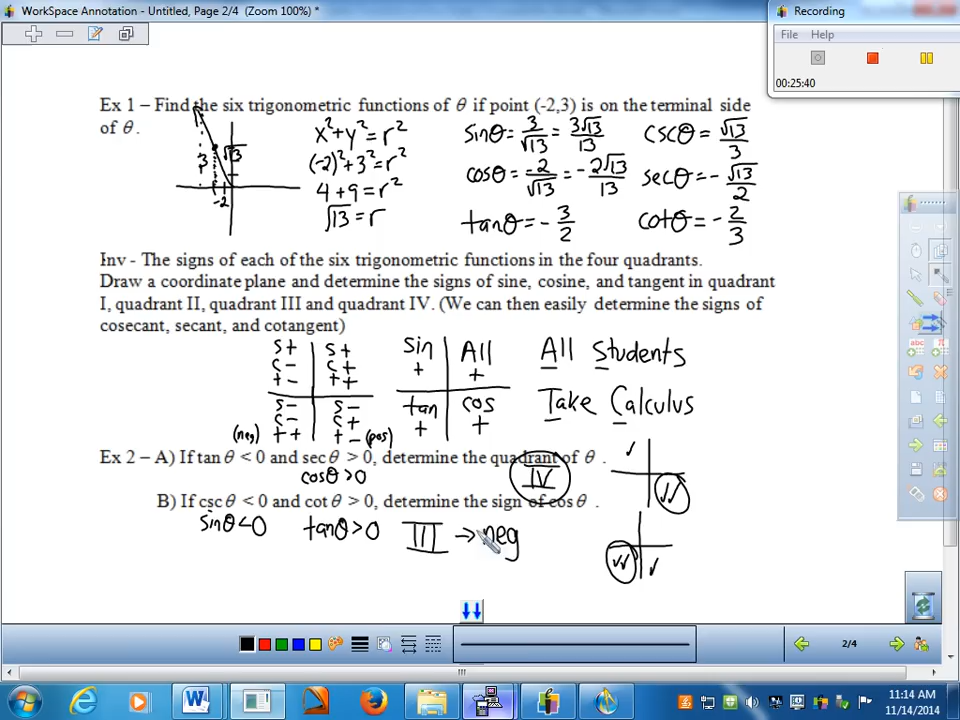 WorkSpace Annotation - Untitled, Page 2/4 (Zoom 100%) *
Recording
File Help
00:25:40
Ex 1 – Find the six trigonometric functions of θ if point (-2,3) is on the terminal side
of θ.
3 √13
-2
x²+y²=r²
(-2)²+3²=r²
4+9=r²
√13=r
sinθ=3/√13=3√13/13
cosθ=-2/√13=-2√13/13
tanθ=-3/2
cscθ=√13/3
secθ=-√13/2
cotθ=-2/3
Inv - The signs of each of the six trigonometric functions in the four quadrants.
Draw a coordinate plane and determine the signs of sine, cosine, and tangent in quadrant
I, quadrant II, quadrant III and quadrant IV. (We can then easily determine the signs of
cosecant, secant, and cotangent)
s+ s+
c- c+
t- t+
s- s-
c- c+
(neg) t+ t- (pos)
sin All
+ +
tan cos
+ +
All Students
Take Calculus
Ex 2 – A) If tan θ < 0 and sec θ > 0, determine the quadrant of θ .
cosθ>0
IV
B) If csc θ < 0 and cot θ > 0, determine the sign of cos θ .
sinθ<0 tanθ>0 III → neg
2/4
11:14 AM
11/14/2014